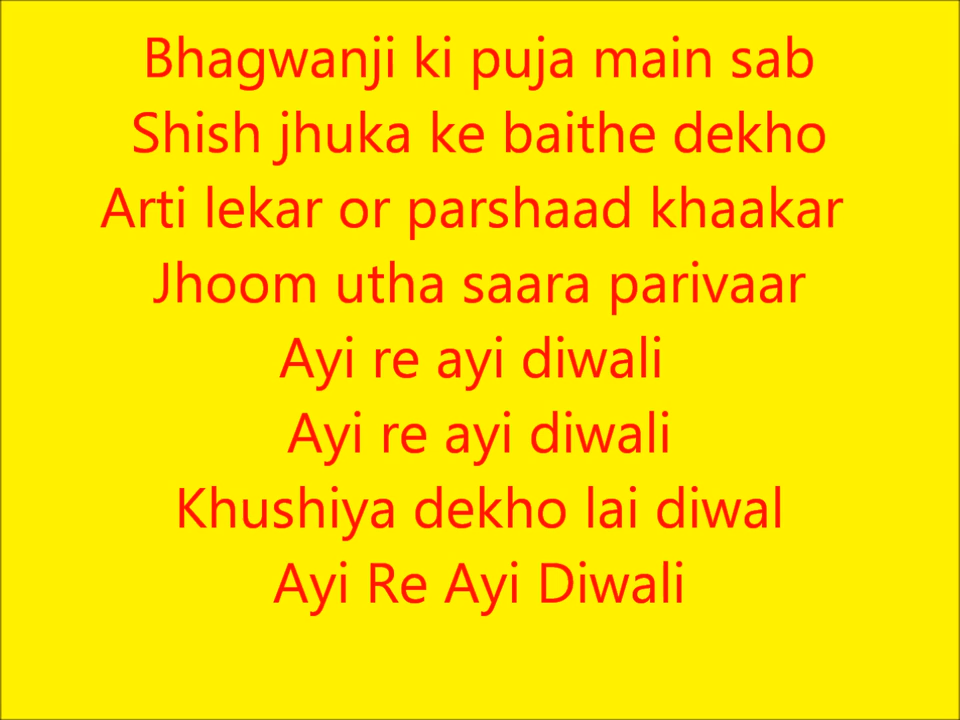 Bhagwanji ki puja main sab
Shish jhuka ke baithe dekho
Arti lekar or parshaad khaakar
Jhoom utha saara parivaar
Ayi re ayi diwali
Ayi re ayi diwali
Khushiya dekho lai diwal
Ayi Re Ayi Diwali